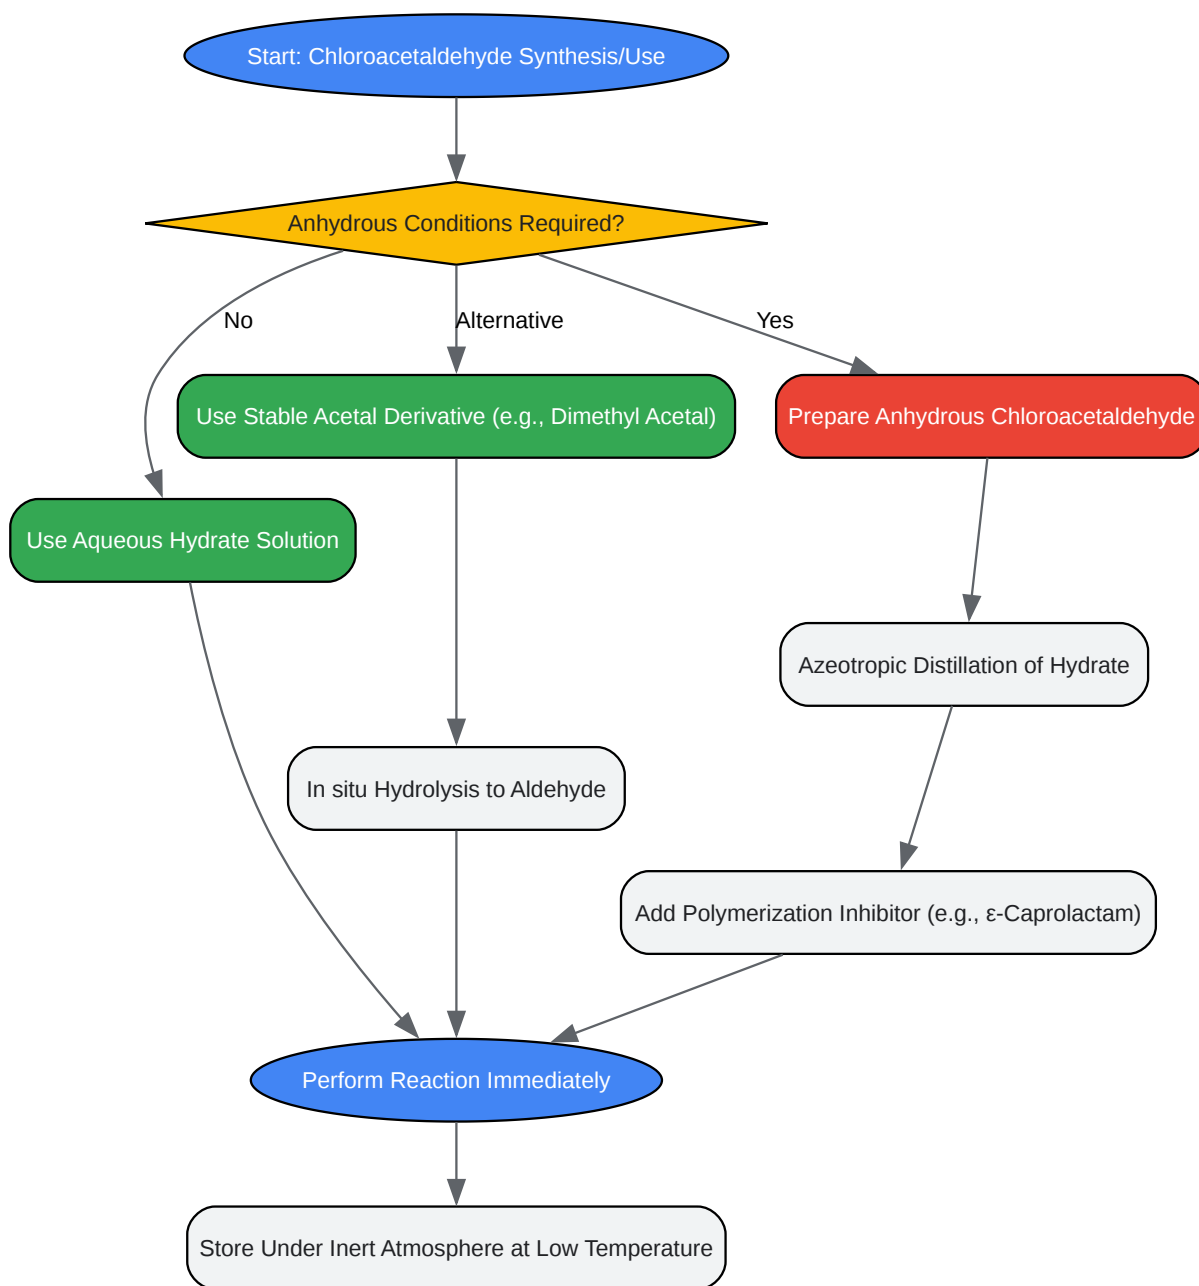 Start: Chloroacetaldehyde Synthesis/Use
Anhydrous Conditions Required?
No
Alternative
Yes
Use Stable Acetal Derivative (e.g., Dimethyl Acetal)
Prepare Anhydrous Chloroacetaldehyde
Use Aqueous Hydrate Solution
Azeotropic Distillation of Hydrate
In situ Hydrolysis to Aldehyde
Add Polymerization Inhibitor (e.g., ε-Caprolactam)
Perform Reaction Immediately
Store Under Inert Atmosphere at Low Temperature